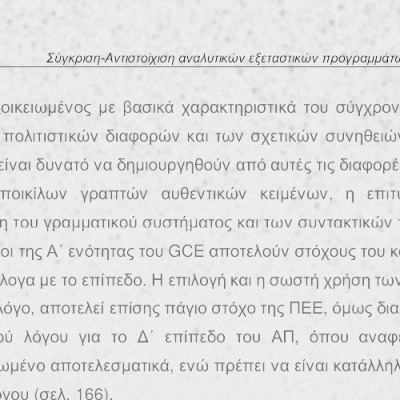 Σύγκριση-Αντιστοίχιση αναλυτικών εξεταστικών προγραμμάτω
οικειωμένος με βασικά χαρακτηριστικά του σύγχρον
πολιτιστικών διαφορών και των σχετικών συνηθειώ
είναι δυνατό να δημιουργηθούν από αυτές τις διαφορέ
ποικίλων γραπτών αυθεντικών κειμένων, η επιτ
η του γραμματικού συστήματος και των συντακτικών
οι της Α΄ ενότητας του GCE αποτελούν στόχους του κ
λογα με το επίπεδο. Η επιλογή και η σωστή χρήση των
λόγο, αποτελεί επίσης πάγιο στόχο της ΠΕΕ, όμως δια
ού λόγου για το Δ΄ επίπεδο του ΑΠ, όπου αναφ
ωμένο αποτελεσματικά, ενώ πρέπει να είναι κατάλληλ
γου (σελ. 166).